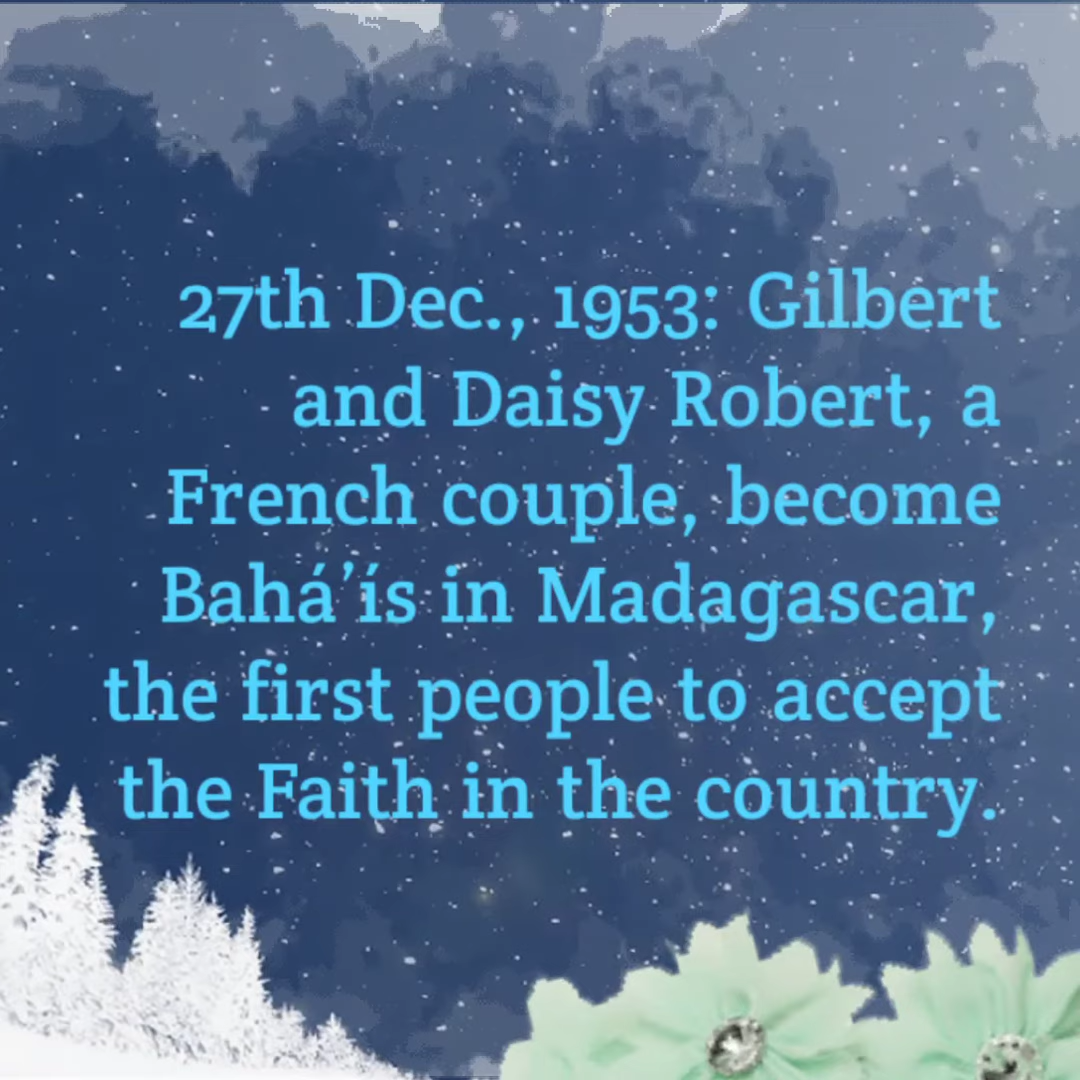 27th Dec., 1953: Gilbert
and Daisy Robert, a
French couple, become
Bahá’ís in Madagascar,
the first people to accept
the Faith in the country.